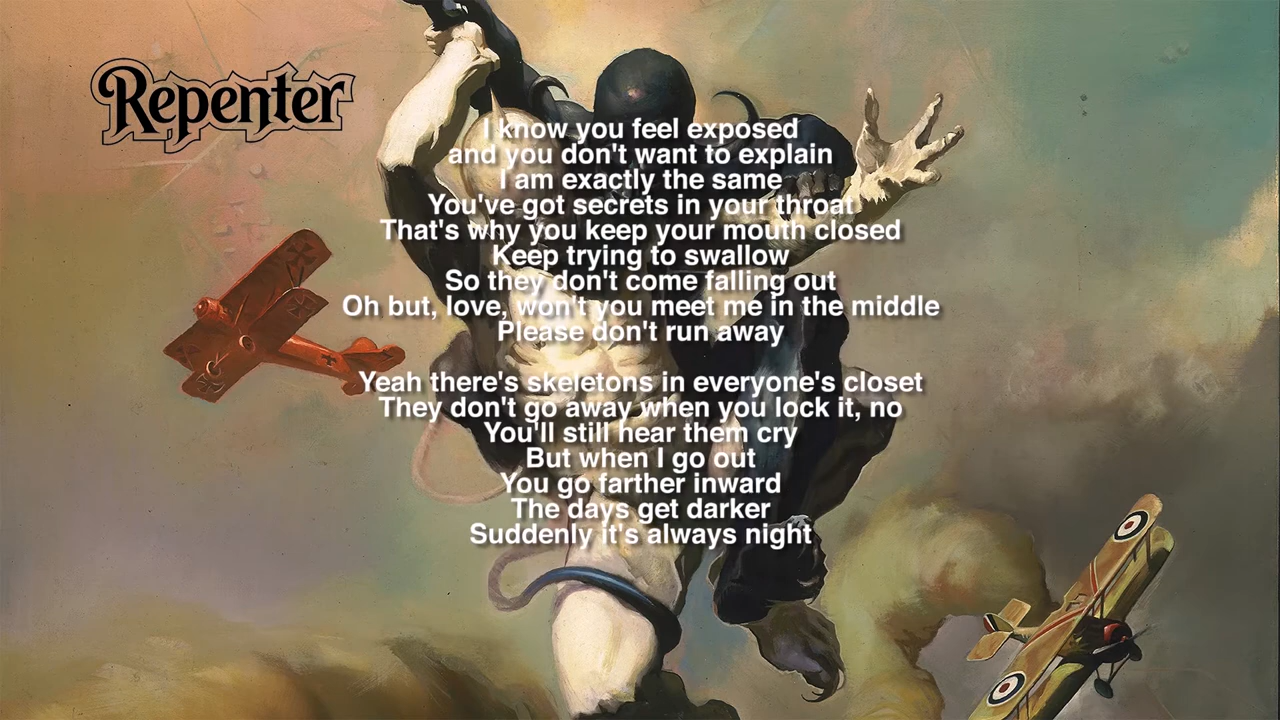 Repenter
I know you feel exposed
and you don't want to explain
I am exactly the same
You've got secrets in your throat
That's why you keep your mouth closed
Keep trying to swallow
So they don't come falling out
Oh but, love, won't you meet me in the middle
Please don't run away
Yeah there's skeletons in everyone's closet
They don't go away when you lock it, no
You'll still hear them cry
But when I go out
You go farther inward
The days get darker
Suddenly it's always night